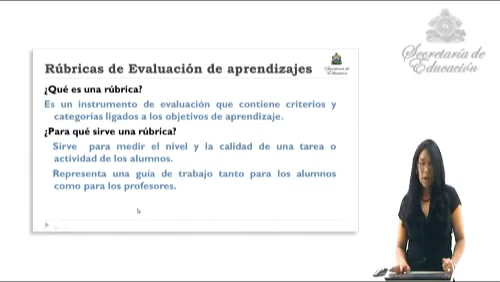 Rúbricas de Evaluación de aprendizajes
Secretaría de
Educación
¿Qué es una rúbrica?
Es un instrumento de evaluación que contiene criterios y
categorías ligados a los objetivos de aprendizaje.
¿Para qué sirve una rúbrica?
Sirve para medir el nivel y la calidad de una tarea o
actividad de los alumnos.
Representa una guía de trabajo tanto para los alumnos
como para los profesores.
Secretaría de
Educación